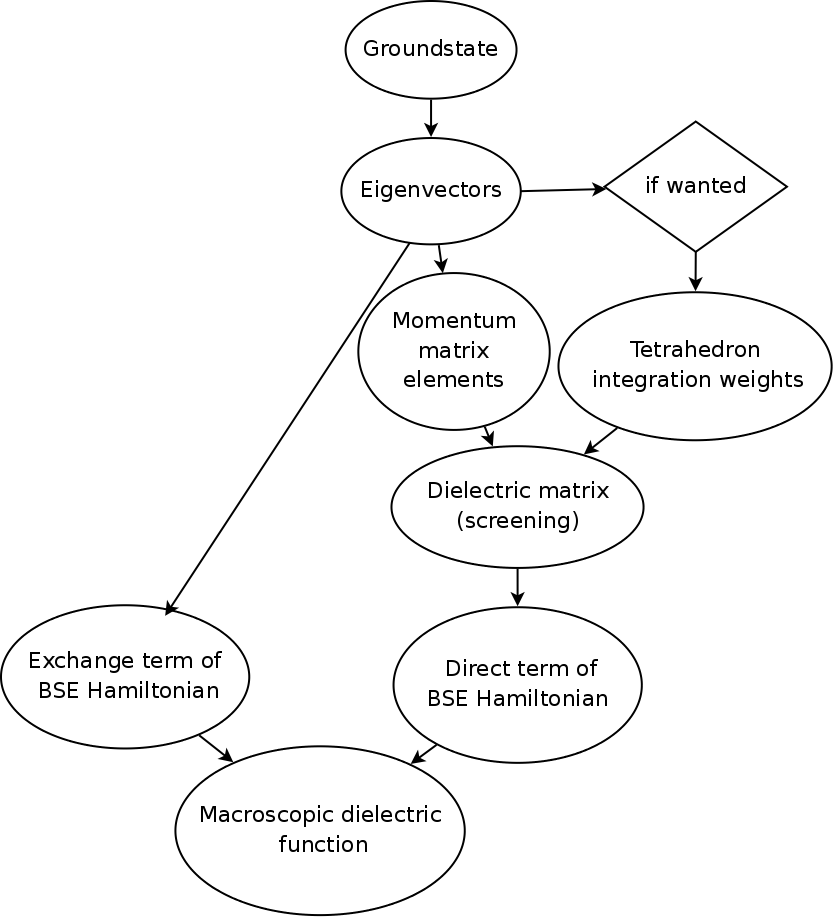 Groundstate
Eigenvectors
if wanted
Momentum
matrix
elements
Tetrahedron
integration weights
Dielectric matrix
(screening)
Exchange term of
BSE Hamiltonian
Direct term of
BSE Hamiltonian
Macroscopic dielectric
function